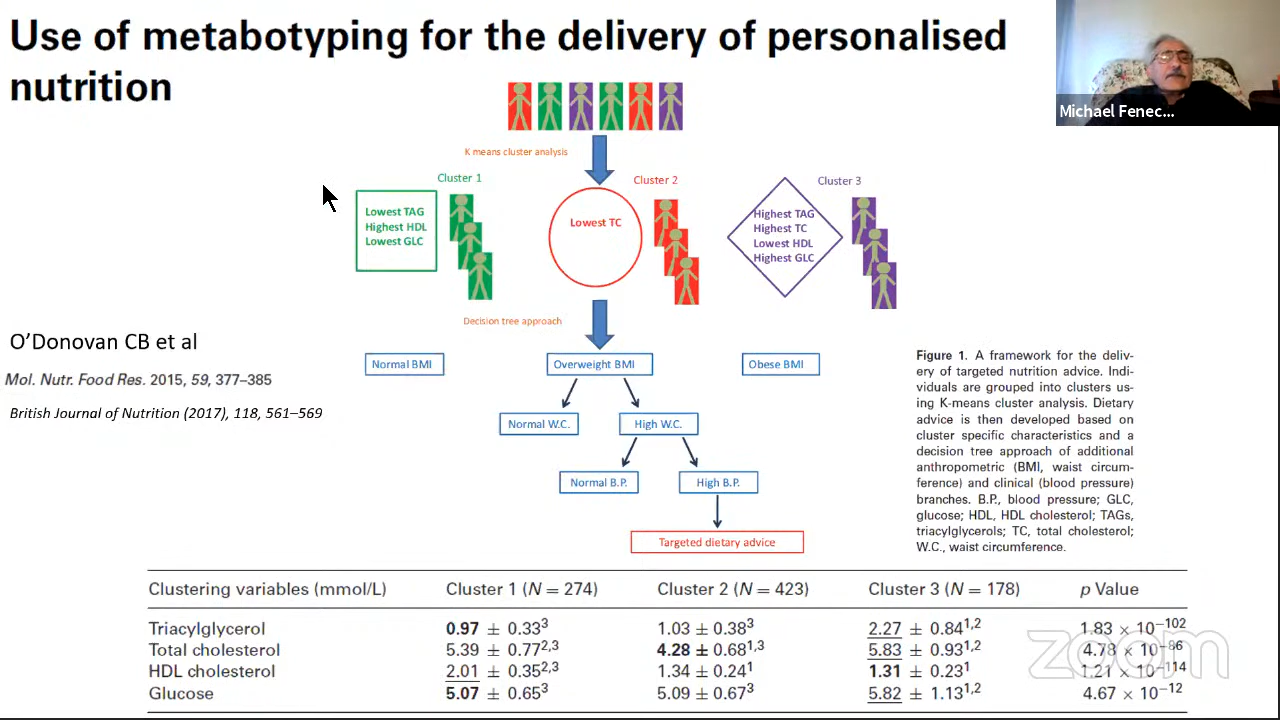 Use of metabotyping for the delivery of personalised
nutrition
Michael Fenec...
K means cluster analysis
Cluster 1
Cluster 2
Cluster 3
Lowest TAG
Highest HDL
Lowest GLC
Lowest TC
Highest TAG
Highest TC
Lowest HDL
Highest GLC
Decision tree approach
O’Donovan CB et al
Mol. Nutr. Food Res. 2015, 59, 377–385
British Journal of Nutrition (2017), 118, 561–569
Normal BMI
Overweight BMI
Obese BMI
Normal W.C.
High W.C.
Normal B.P.
High B.P.
Targeted dietary advice
Figure 1. A framework for the deliv-
ery of targeted nutrition advice. Indi-
viduals are grouped into clusters us-
ing K-means cluster analysis. Dietary
advice is then developed based on
cluster specific characteristics and a
decision tree approach of additional
anthropometric (BMI, waist circum-
ference) and clinical (blood pressure)
branches. B.P., blood pressure; GLC,
glucose; HDL, HDL cholesterol; TAGs,
triacylglycerols; TC, total cholesterol;
W.C., waist circumference.
Clustering variables (mmol/L) Cluster 1 (N = 274) Cluster 2 (N = 423) Cluster 3 (N = 178) p Value
Triacylglycerol 0.97 ± 0.33³ 1.03 ± 0.38³ 2.27 ± 0.84¹,² 1.83 × 10⁻¹⁰²
Total cholesterol 5.39 ± 0.77²,³ 4.28 ± 0.68¹,³ 5.83 ± 0.93¹,² 4.78 × 10⁻⁸⁶
HDL cholesterol 2.01 ± 0.35²,³ 1.34 ± 0.24¹ 1.31 ± 0.23¹ 1.21 × 10⁻¹¹⁴
Glucose 5.07 ± 0.65³ 5.09 ± 0.67³ 5.82 ± 1.13¹,² 4.67 × 10⁻¹²
zoom